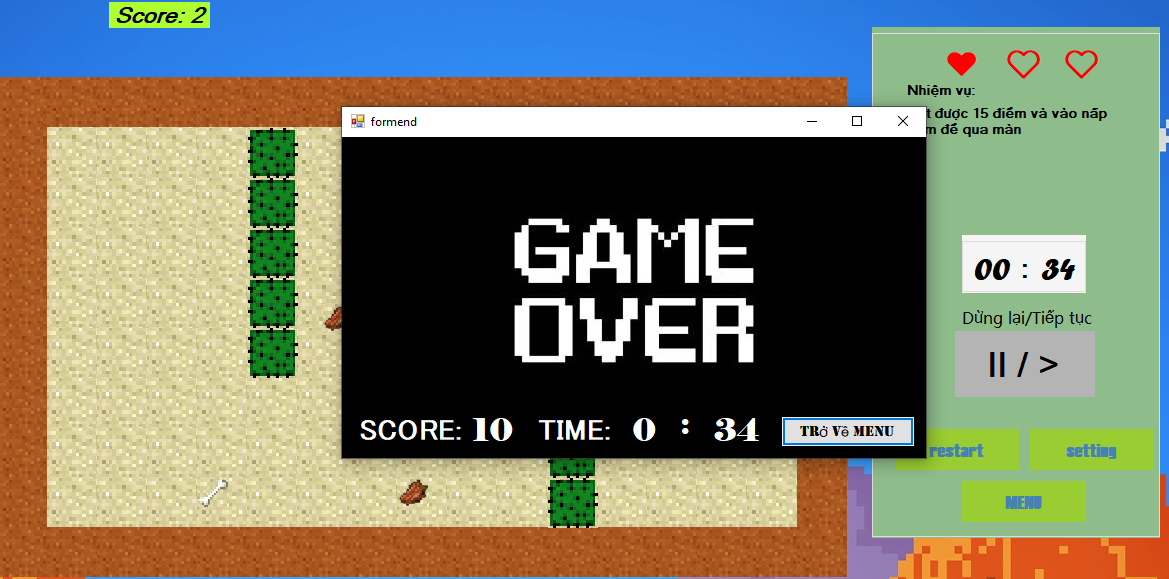 Score: 2
Nhiệm vụ:
được 15 điểm và vào nấp
để qua màn
formend
GAME
OVER
00 : 34
Dừng lại/Tiếp tục
|| / >
SCORE: 10 TIME: 0 : 34
TRở Về MENU
restart
setting
MENU